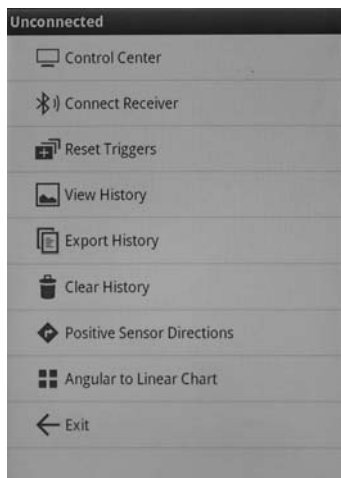 Unconnected
Control Center
Connect Receiver
Reset Triggers
View History
Export History
Clear History
Positive Sensor Directions
Angular to Linear Chart
Exit